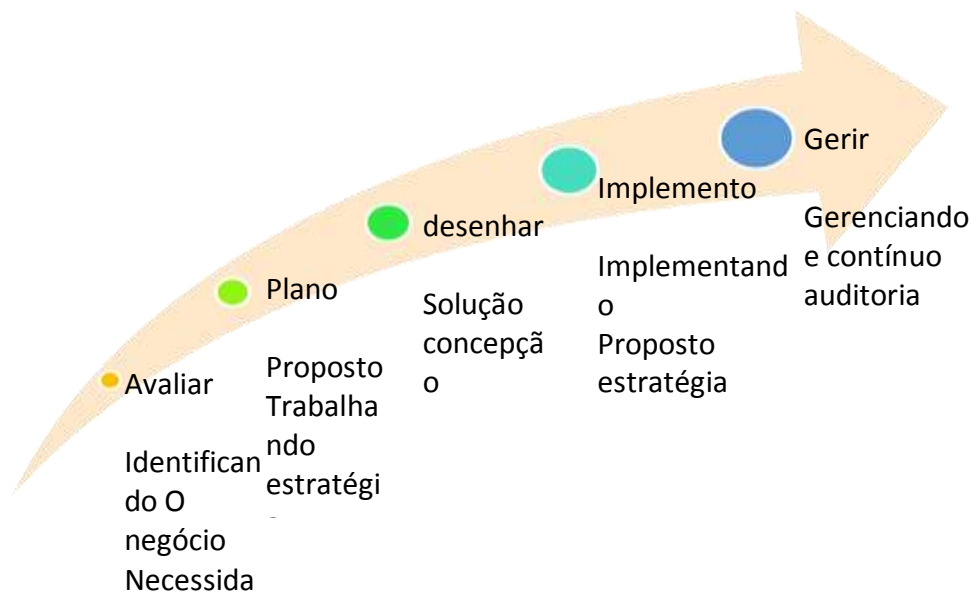 Avaliar
Identifican
do O
negócio
Necessida
Plano
Proposto
Trabalha
ndo
estratégi
desenhar
Solução
concepçã
o
Implemento
Implementand
o
Proposto
estratégia
Gerir
Gerenciando
e contínuo
auditoria